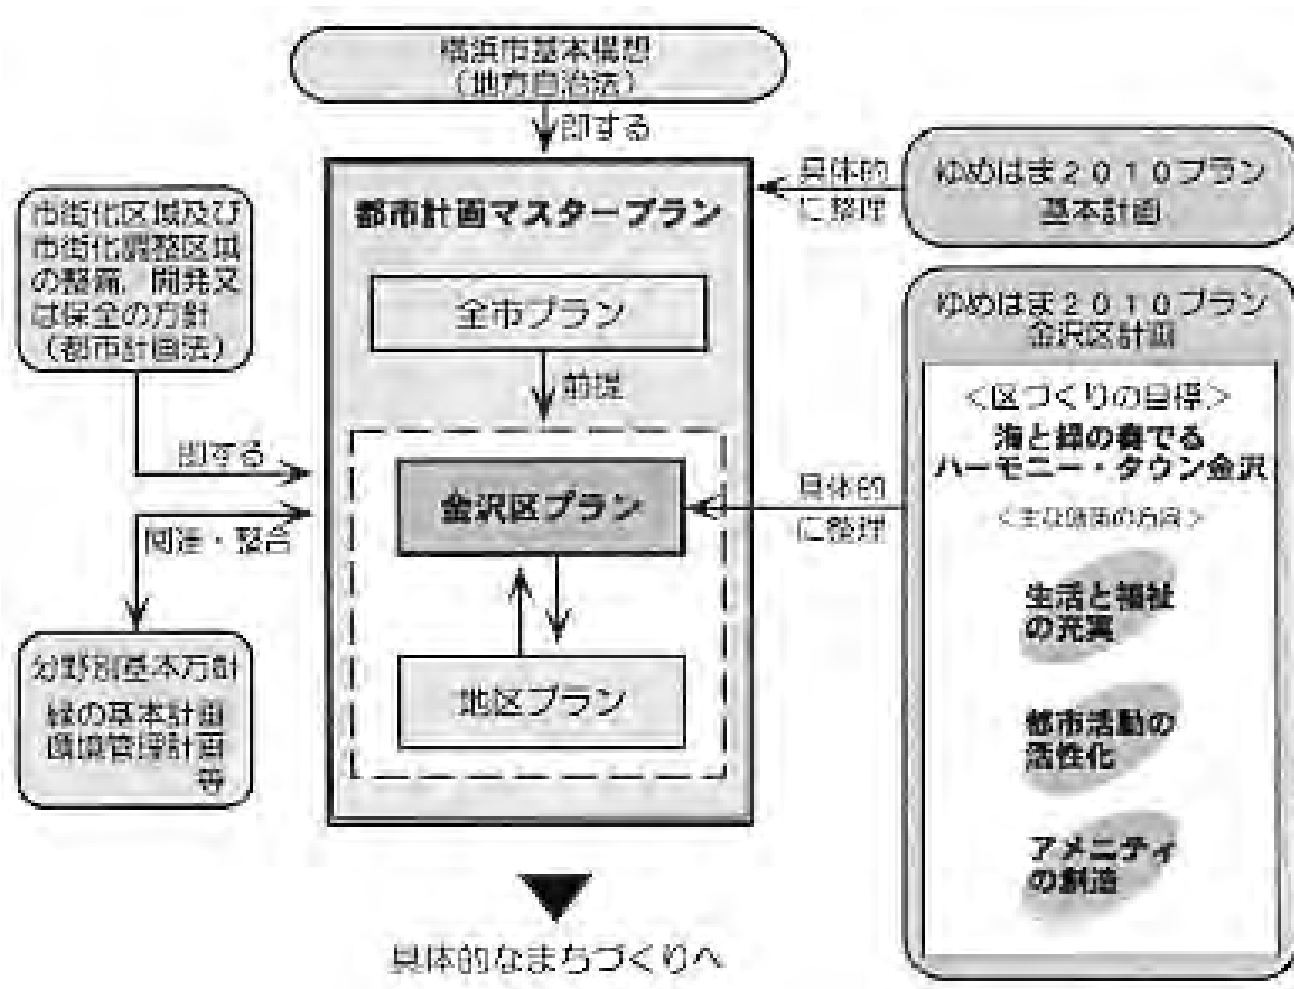 横浜市基本構想
（地方自治法）
即する
都市計画マスタープラン
全市プラン
前提
金沢区プラン
地区プラン
市街化区域及び
市街化調整区域
の整備、開発又
は保全の方針
（都市計画法）
即する
関連・整合
分野別基本方針
緑の基本計画
環境管理計画
等
具体的
に整理
ゆめはま２０１０プラン
基本計画
具体的
に整理
ゆめはま２０１０プラン
金沢区計画
＜区づくりの目標＞
海と緑の奏でる
ハーモニー・タウン金沢
＜主な施策の方向＞
生活と福祉
の充実
都市活動の
活性化
アメニティ
の創造
具体的なまちづくりへ